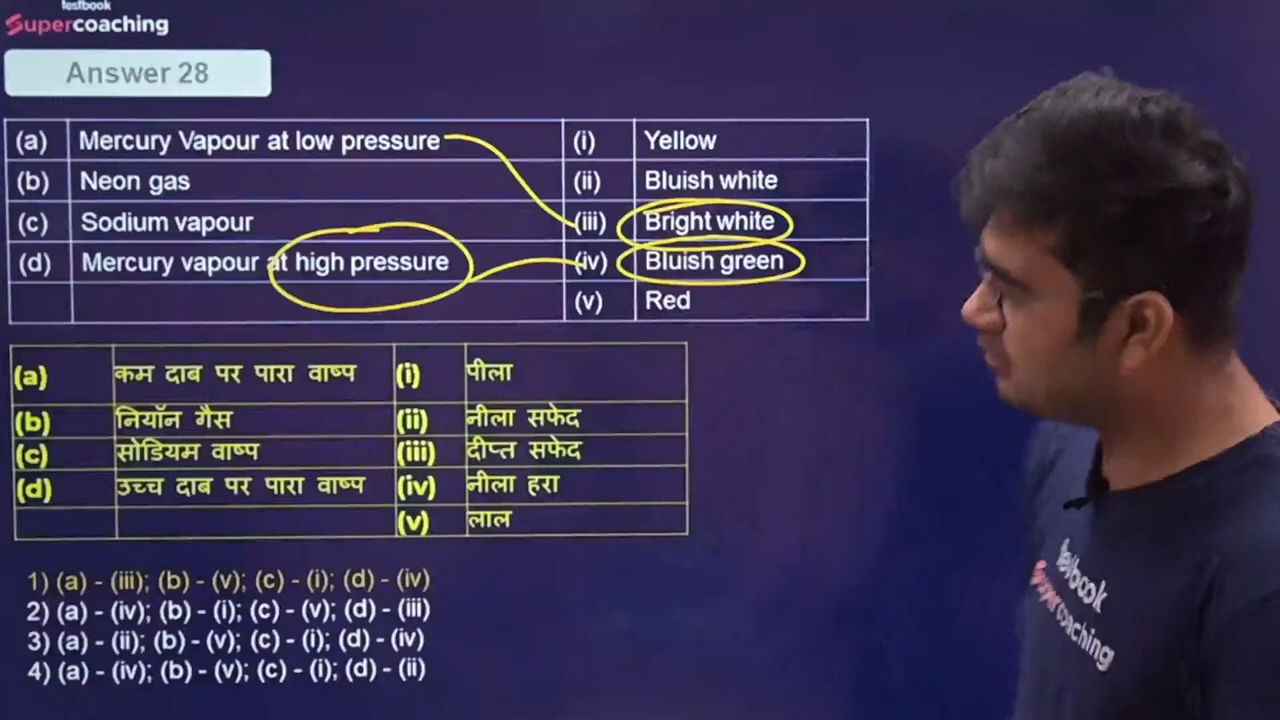 testbook
Supercoaching
Answer 28
(a) Mercury Vapour at low pressure (i) Yellow
(b) Neon gas (ii) Bluish white
(c) Sodium vapour (iii) Bright white
(d) Mercury vapour at high pressure (iv) Bluish green
(v) Red
(a) कम दाब पर पारा वाष्प (i) पीला
(b) नियॉन गैस (ii) नीला सफेद
(c) सोडियम वाष्प (iii) दीप्त सफेद
(d) उच्च दाब पर पारा वाष्प (iv) नीला हरा
(v) लाल
1) (a) - (iii); (b) - (v); (c) - (i); (d) - (iv)
2) (a) - (iv); (b) - (i); (c) - (v); (d) - (iii)
3) (a) - (ii); (b) - (v); (c) - (i); (d) - (iv)
4) (a) - (iv); (b) - (v); (c) - (i); (d) - (ii)
testbook
Supercoaching